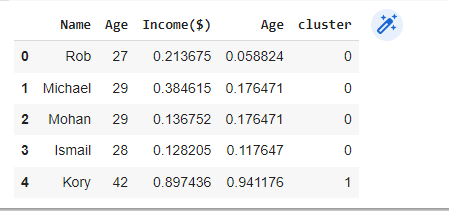 Name Age Income($) Age cluster
0 Rob 27 0.213675 0.058824 0
1 Michael 29 0.384615 0.176471 0
2 Mohan 29 0.136752 0.176471 0
3 Ismail 28 0.128205 0.117647 0
4 Kory 42 0.897436 0.941176 1